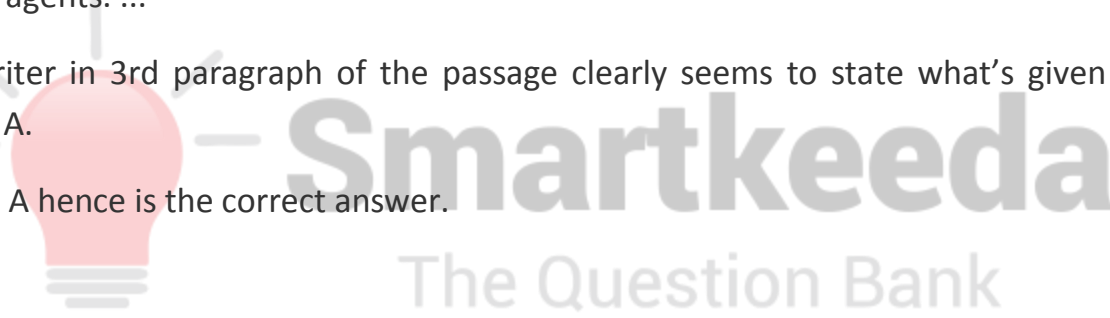 agents. ...
riter in 3rd paragraph of the passage clearly seems to state what's given
A.
A hence is the correct answer.
Smartkeeda
The Question Bank